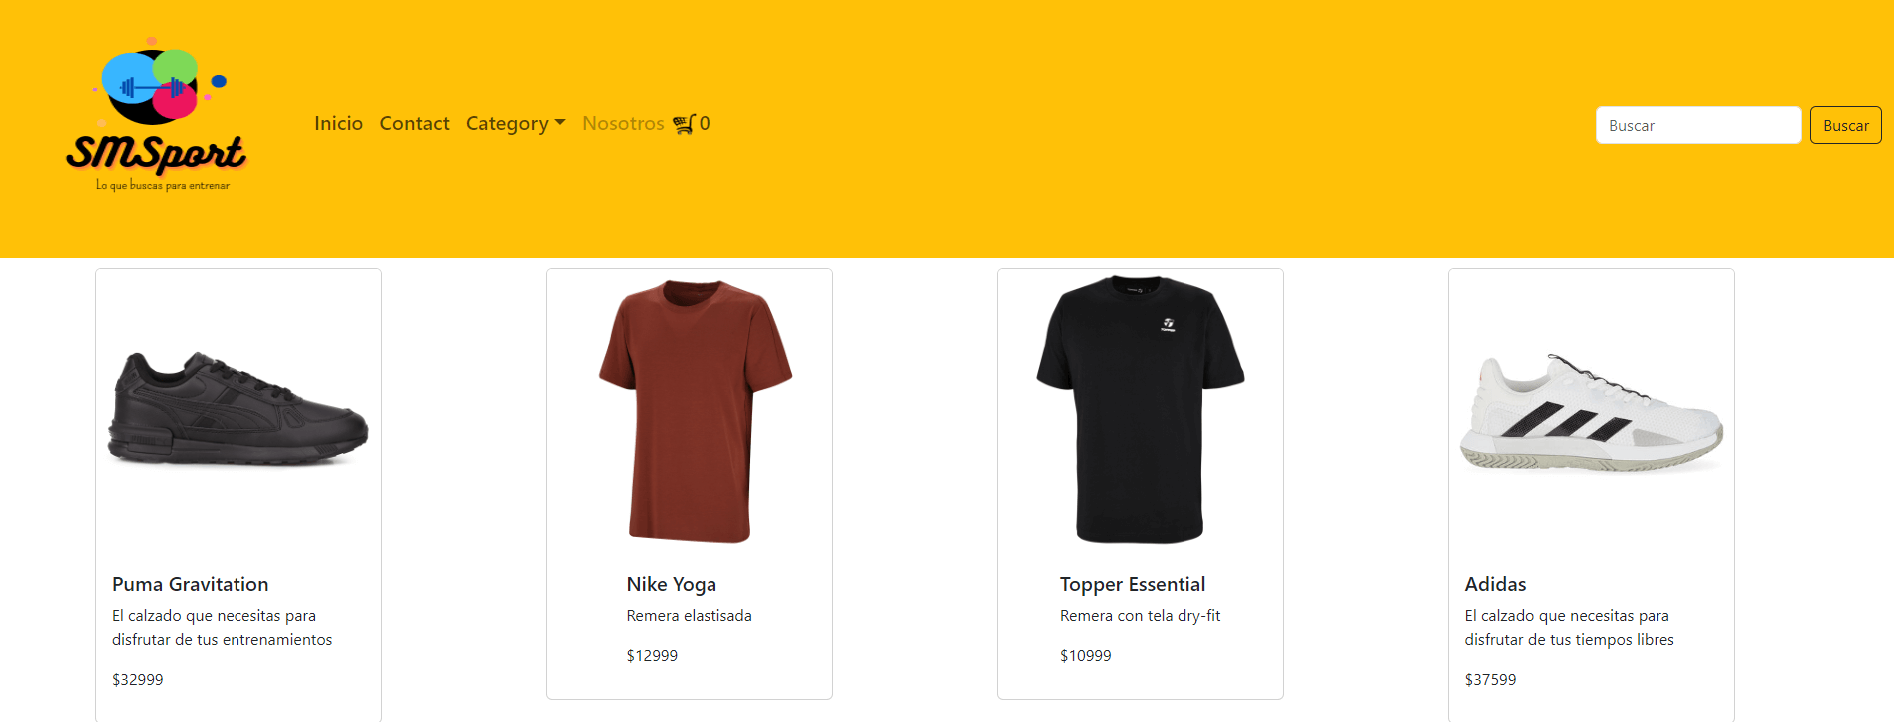 SMSport
Lo que buscas para entrenar
Inicio Contact Category Nosotros 0
Buscar Buscar
TOPPER
Puma Gravitation
El calzado que necesitas para
disfrutar de tus entrenamientos
$32999
Nike Yoga
Remera elastisada
$12999
Topper Essential
Remera con tela dry-fit
$10999
Adidas
El calzado que necesitas para
disfrutar de tus tiempos libres
$37599